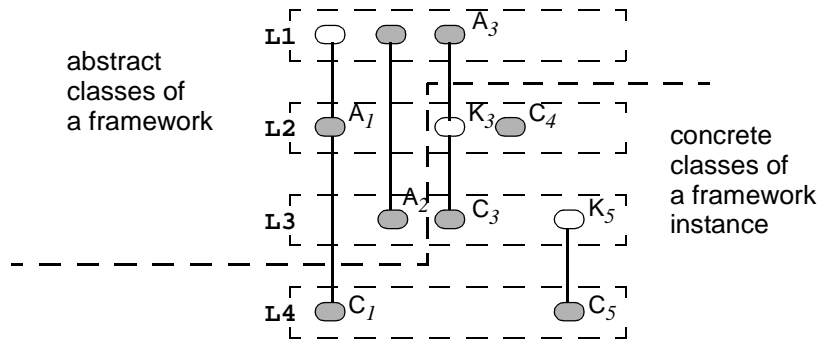 L1
A3
abstract
classes of
a framework
L2
A1
K3
C4
concrete
classes of
a framework
instance
L3
A2
C3
K5
L4
C1
C5